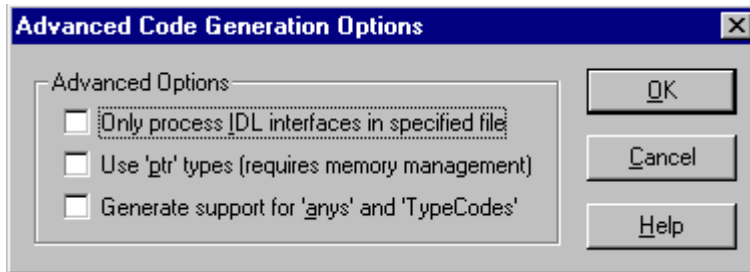 Advanced Code Generation Options
Advanced Options
Only process IDL interfaces in specified file
Use 'ptr' types (requires memory management)
Generate support for 'anys' and 'TypeCodes'
OK
Cancel
Help